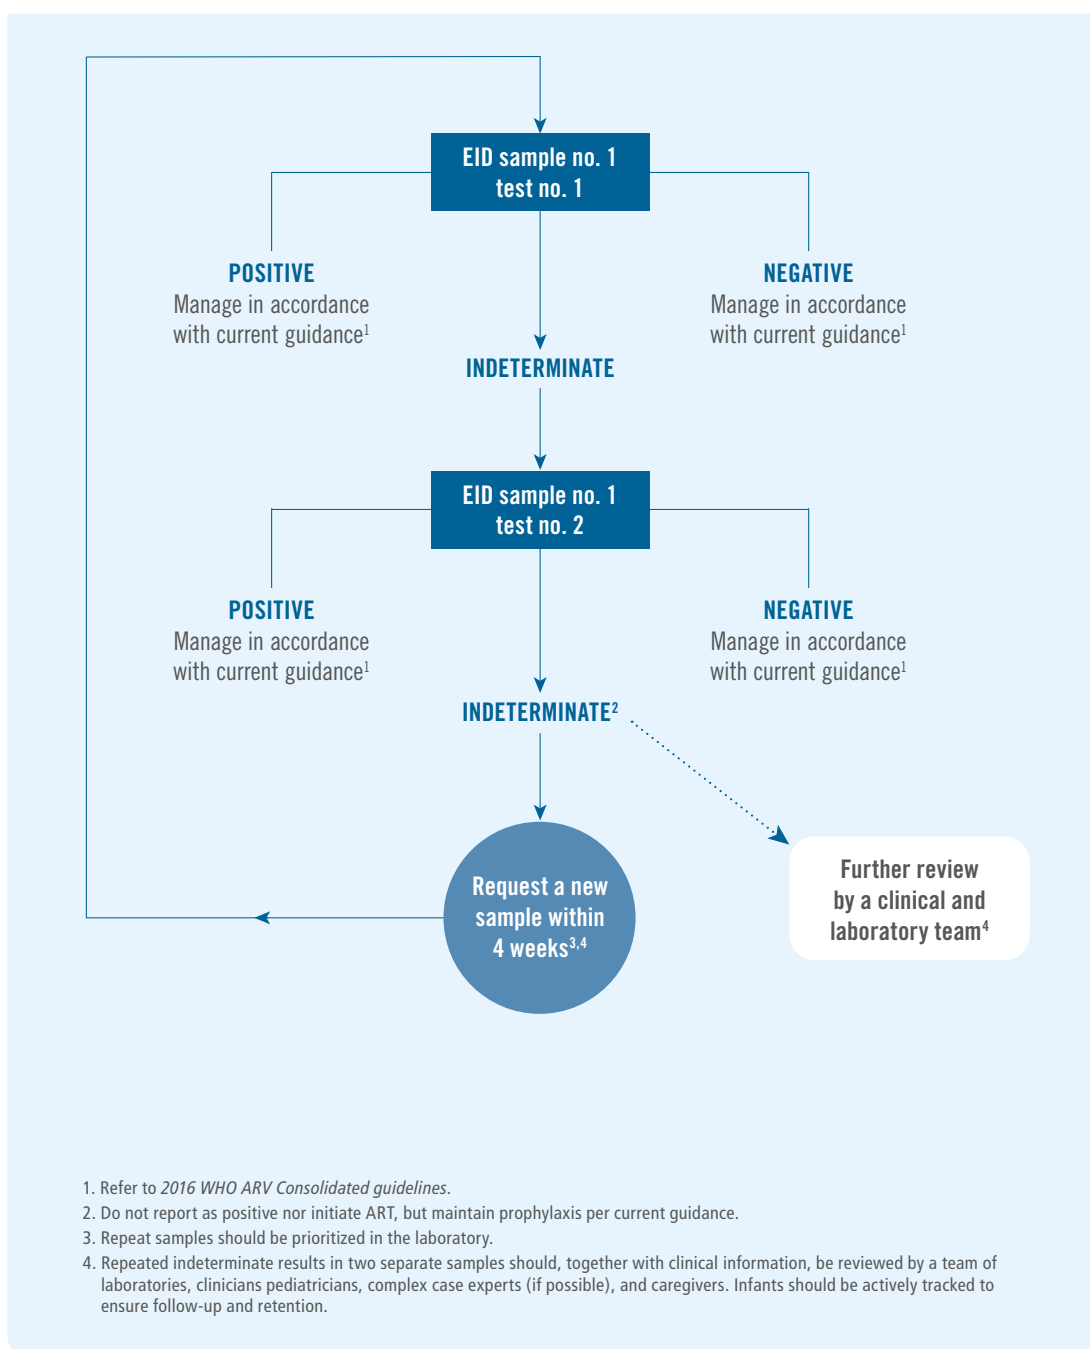 EID sample no. 1
test no. 1
POSITIVE
Manage in accordance
with current guidance¹
NEGATIVE
Manage in accordance
with current guidance¹
INDETERMINATE
EID sample no. 1
test no. 2
POSITIVE
Manage in accordance
with current guidance¹
NEGATIVE
Manage in accordance
with current guidance¹
INDETERMINATE²
Request a new
sample within
4 weeks³,⁴
Further review
by a clinical and
laboratory team⁴
1. Refer to 2016 WHO ARV Consolidated guidelines.
2. Do not report as positive nor initiate ART, but maintain prophylaxis per current guidance.
3. Repeat samples should be prioritized in the laboratory.
4. Repeated indeterminate results in two separate samples should, together with clinical information, be reviewed by a team of
laboratories, clinicians pediatricians, complex case experts (if possible), and caregivers. Infants should be actively tracked to
ensure follow-up and retention.